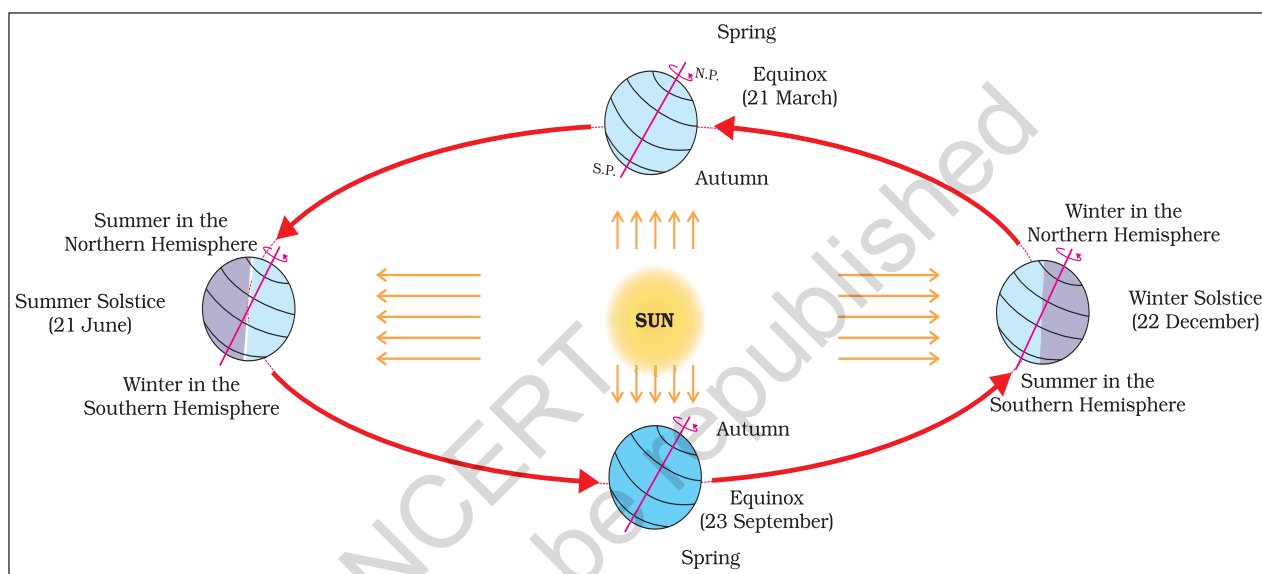 Spring
N.P.
Equinox
(21 March)
S.P.
Autumn
Summer in the
Northern Hemisphere
Winter in the
Northern Hemisphere
Summer Solstice
(21 June)
SUN
Winter Solstice
(22 December)
Winter in the
Southern Hemisphere
Summer in the
Southern Hemisphere
Autumn
Equinox
(23 September)
Spring
NCERT
be republished